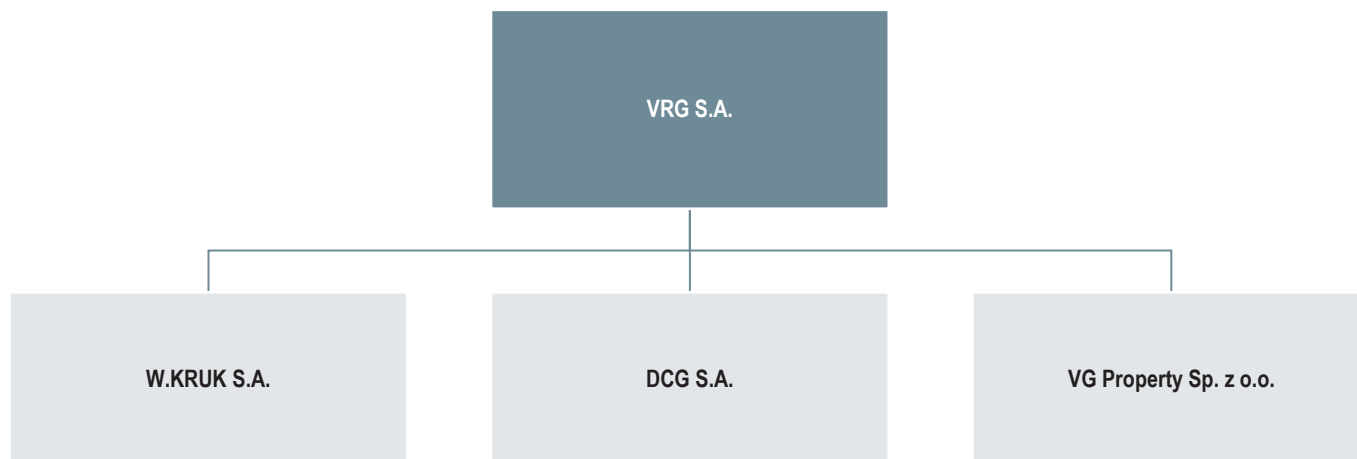 VRG S.A.
W.KRUK S.A.
DCG S.A.
VG Property Sp. z o.o.